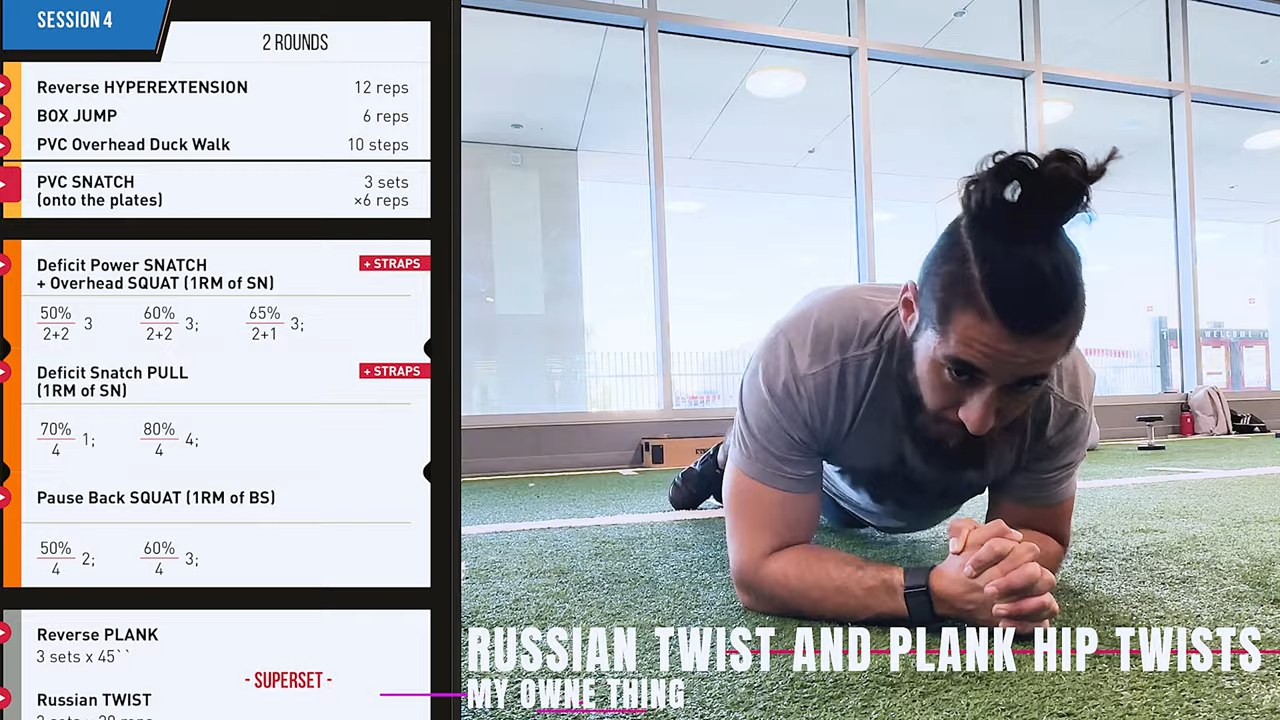 SESSION 4
2 ROUNDS
Reverse HYPEREXTENSION 12 reps
BOX JUMP 6 reps
PVC Overhead Duck Walk 10 steps
PVC SNATCH 3 sets
(onto the plates) ×6 reps
Deficit Power SNATCH + STRAPS
+ Overhead SQUAT (1RM of SN)
50% 60% 65%
3 3; 3;
2+2 2+2 2+1
Deficit Snatch PULL + STRAPS
(1RM of SN)
70% 80%
1; 4;
4 4
Pause Back SQUAT (1RM of BS)
50% 60%
2; 3;
4 4
Reverse PLANK
3 sets x 45``
- SUPERSET -
Russian TWIST
WELCOME TO
RUSSIAN TWIST AND PLANK HIP TWISTS
MY OWNE THING